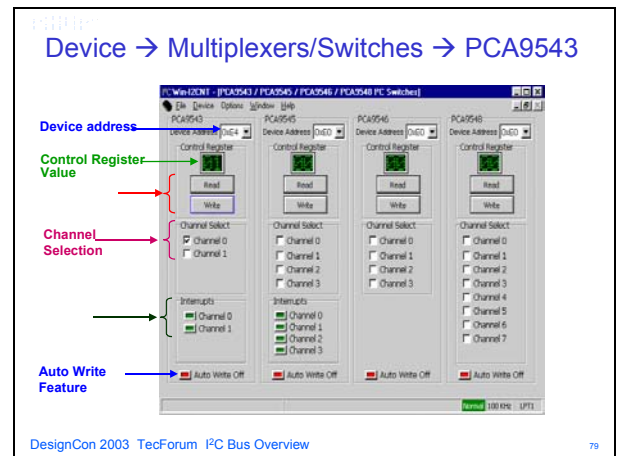 Device → Multiplexers/Switches → PCA9543
Win-I2CNT - [PCA9543 / PCA9545 / PCA9546 / PCA9548 I²C Switches]
File Device Options Window Help
PCA9543 PCA9545 PCA9546 PCA9548
Device address
Device Address 0xE4 Device Address 0xE0 Device Address 0xE0 Device Address 0xE0
Control Register Control Register Control Register Control Register
Control Register
Value
Read Read Read Read
Write Write Write Write
Channel
Selection
Channel Select Channel Select Channel Select Channel Select
Channel 0 Channel 0 Channel 0 Channel 0
Channel 1 Channel 1 Channel 1 Channel 1
Channel 2 Channel 2 Channel 2
Channel 3 Channel 3 Channel 3
Channel 4
Channel 5
Channel 6
Channel 7
Interrupts Interrupts
Channel 0 Channel 0
Channel 1 Channel 1
Channel 2
Channel 3
Auto Write
Feature
Auto Write Off Auto Write Off Auto Write Off Auto Write Off
Normal 100 KHz LPT1
DesignCon 2003 TecForum I²C Bus Overview 79